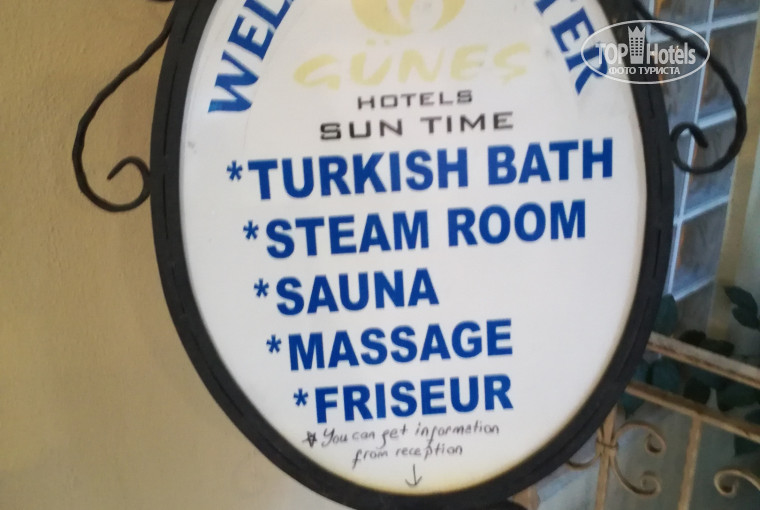 GÜNEŞ
HOTELS
SUN TIME
*TURKISH BATH
*STEAM ROOM
*SAUNA
*MASSAGE
*FRISEUR
*You can get information
from reception
TOP Hotels
ФОТО ТУРИСТА